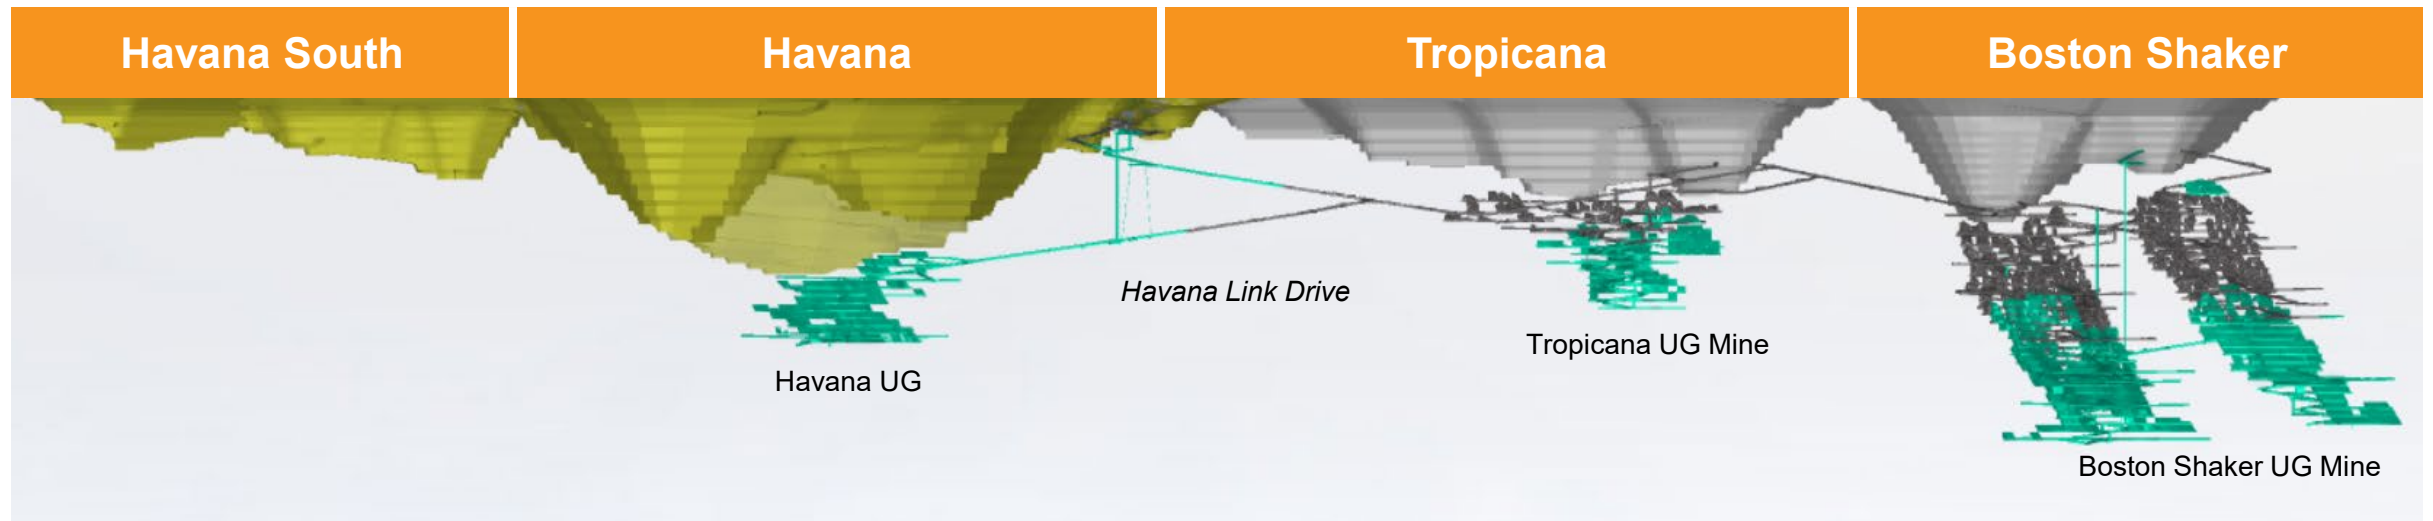 Havana South
Havana
Tropicana
Boston Shaker
Havana Link Drive
Tropicana UG Mine
Havana UG
Boston Shaker UG Mine